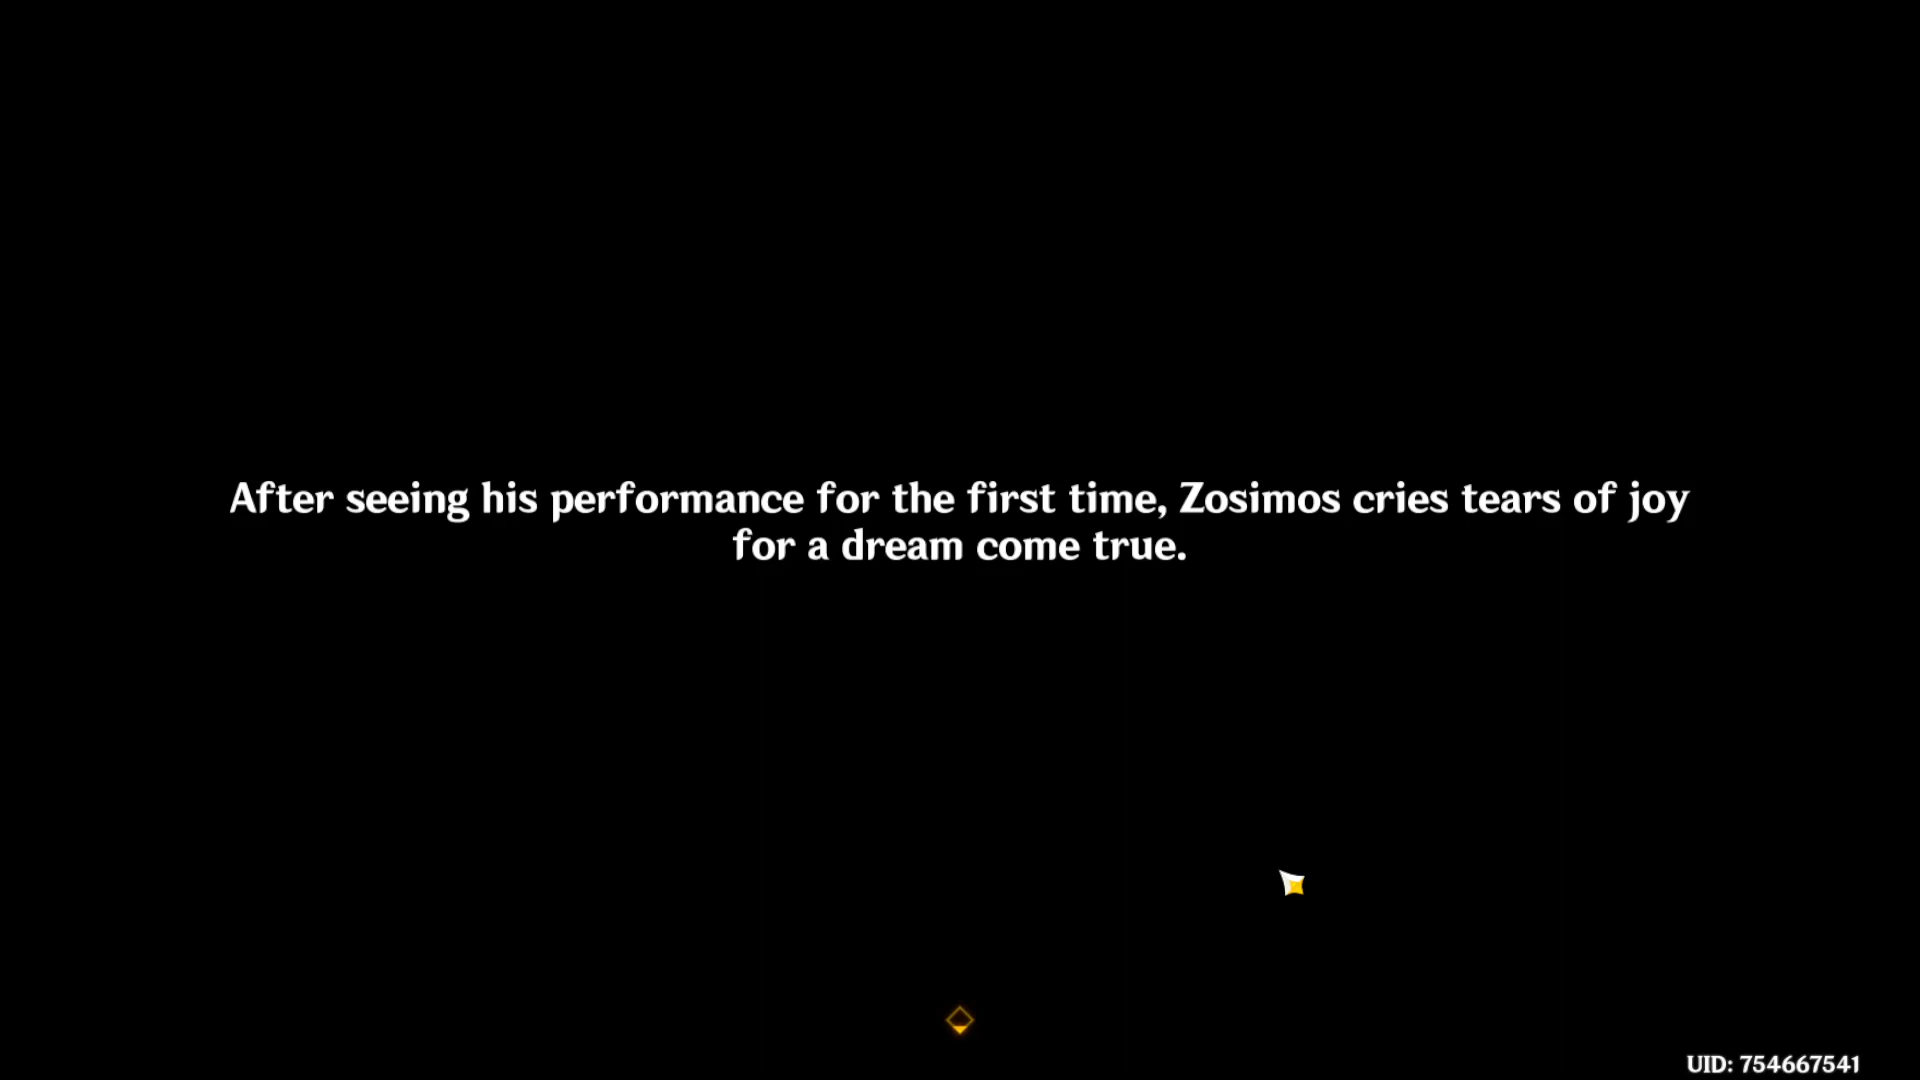 After seeing his performance for the first time, Zosimos cries tears of joy
for a dream come true.
UID: 754667541